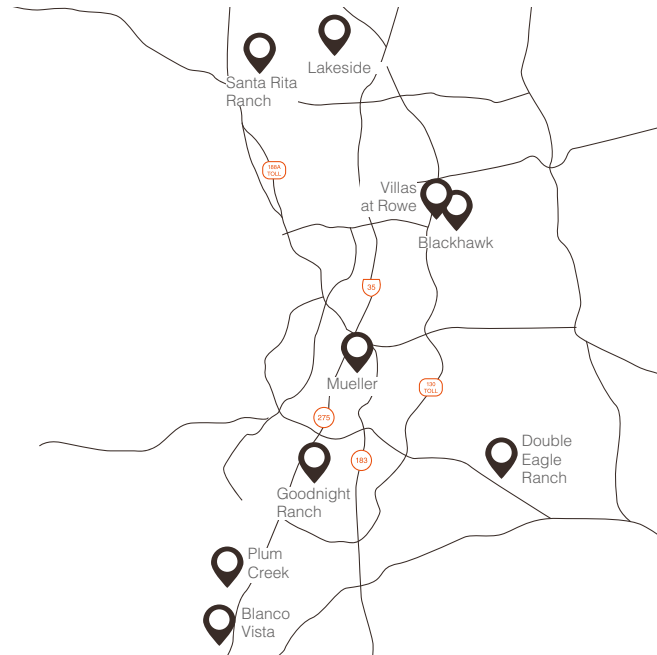 Lakeside
Santa Rita
Ranch
183A
TOLL
Villas
at Rowe
Blackhawk
35
Mueller
130
TOLL
275
183
Double
Eagle
Ranch
Goodnight
Ranch
Plum
Creek
Blanco
Vista